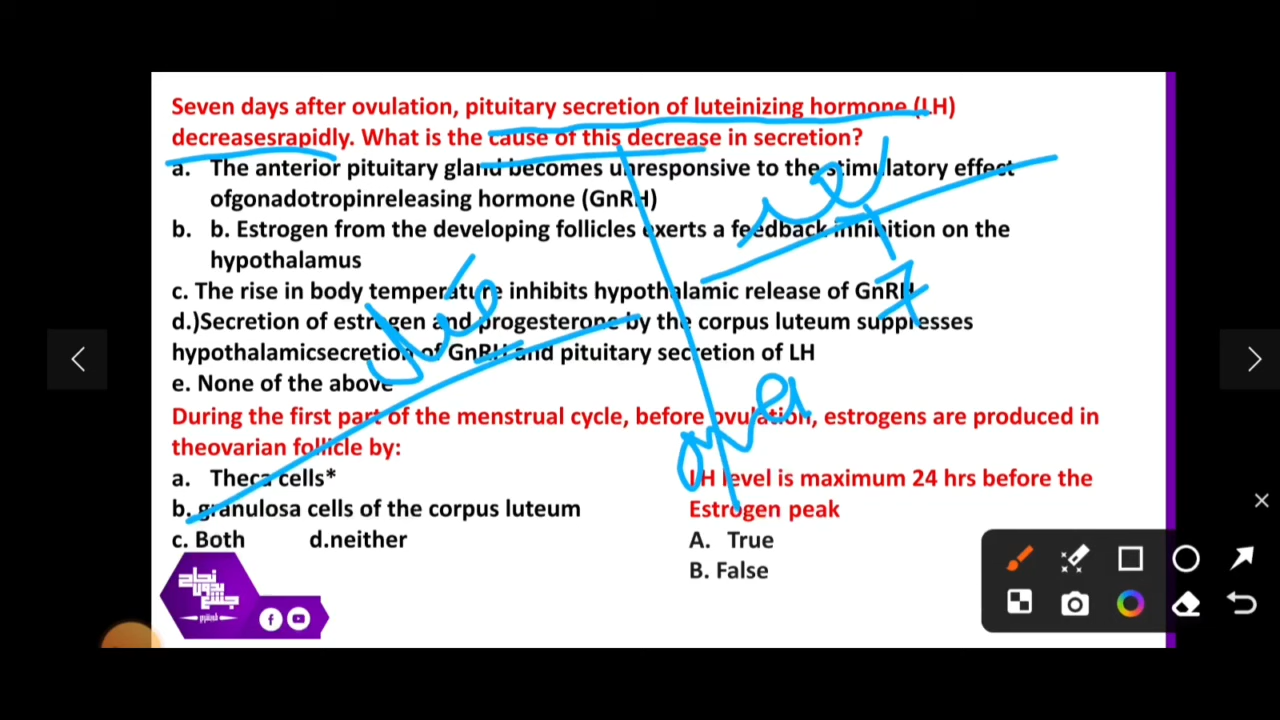 Seven days after ovulation, pituitary secretion of luteinizing hormone (LH)
decreasesrapidly. What is the cause of this decrease in secretion?
a. The anterior pituitary gland becomes unresponsive to the stimulatory effect
ofgonadotropinreleasing hormone (GnRH)
b. b. Estrogen from the developing follicles exerts a feedback inhibition on the
hypothalamus
c. The rise in body temperature inhibits hypothalamic release of GnRH
d.)Secretion of estrogen and progesterone by the corpus luteum suppresses
hypothalamicsecretion of GnRH and pituitary secretion of LH
e. None of the above
During the first part of the menstrual cycle, before ovulation, estrogens are produced in
theovarian follicle by:
a. Theca cells*
b. granulosa cells of the corpus luteum
c. Both d.neither
LH level is maximum 24 hrs before the
Estrogen peak
A. True
B. False
7